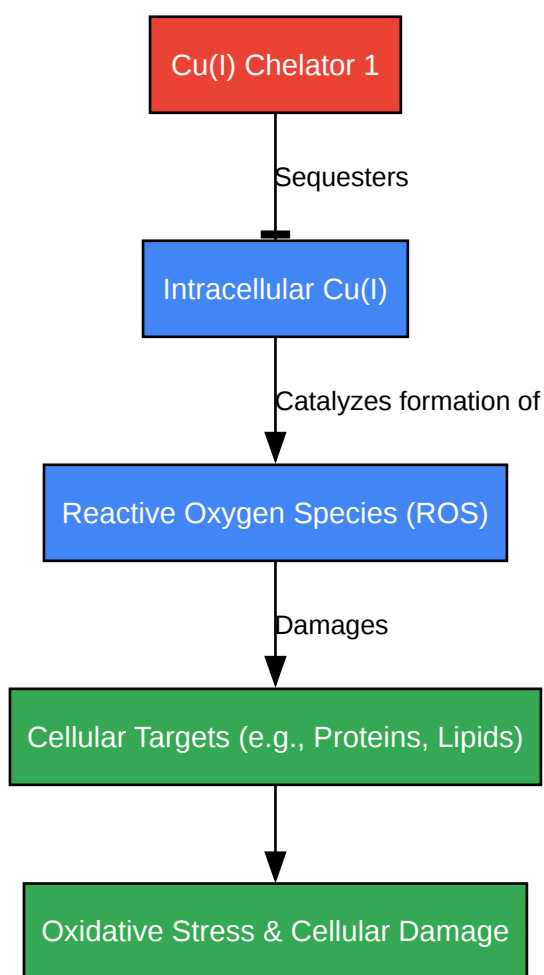 Cu(I) Chelator 1
Sequesters
Intracellular Cu(I)
Catalyzes formation of
Reactive Oxygen Species (ROS)
Damages
Cellular Targets (e.g., Proteins, Lipids)
Oxidative Stress & Cellular Damage